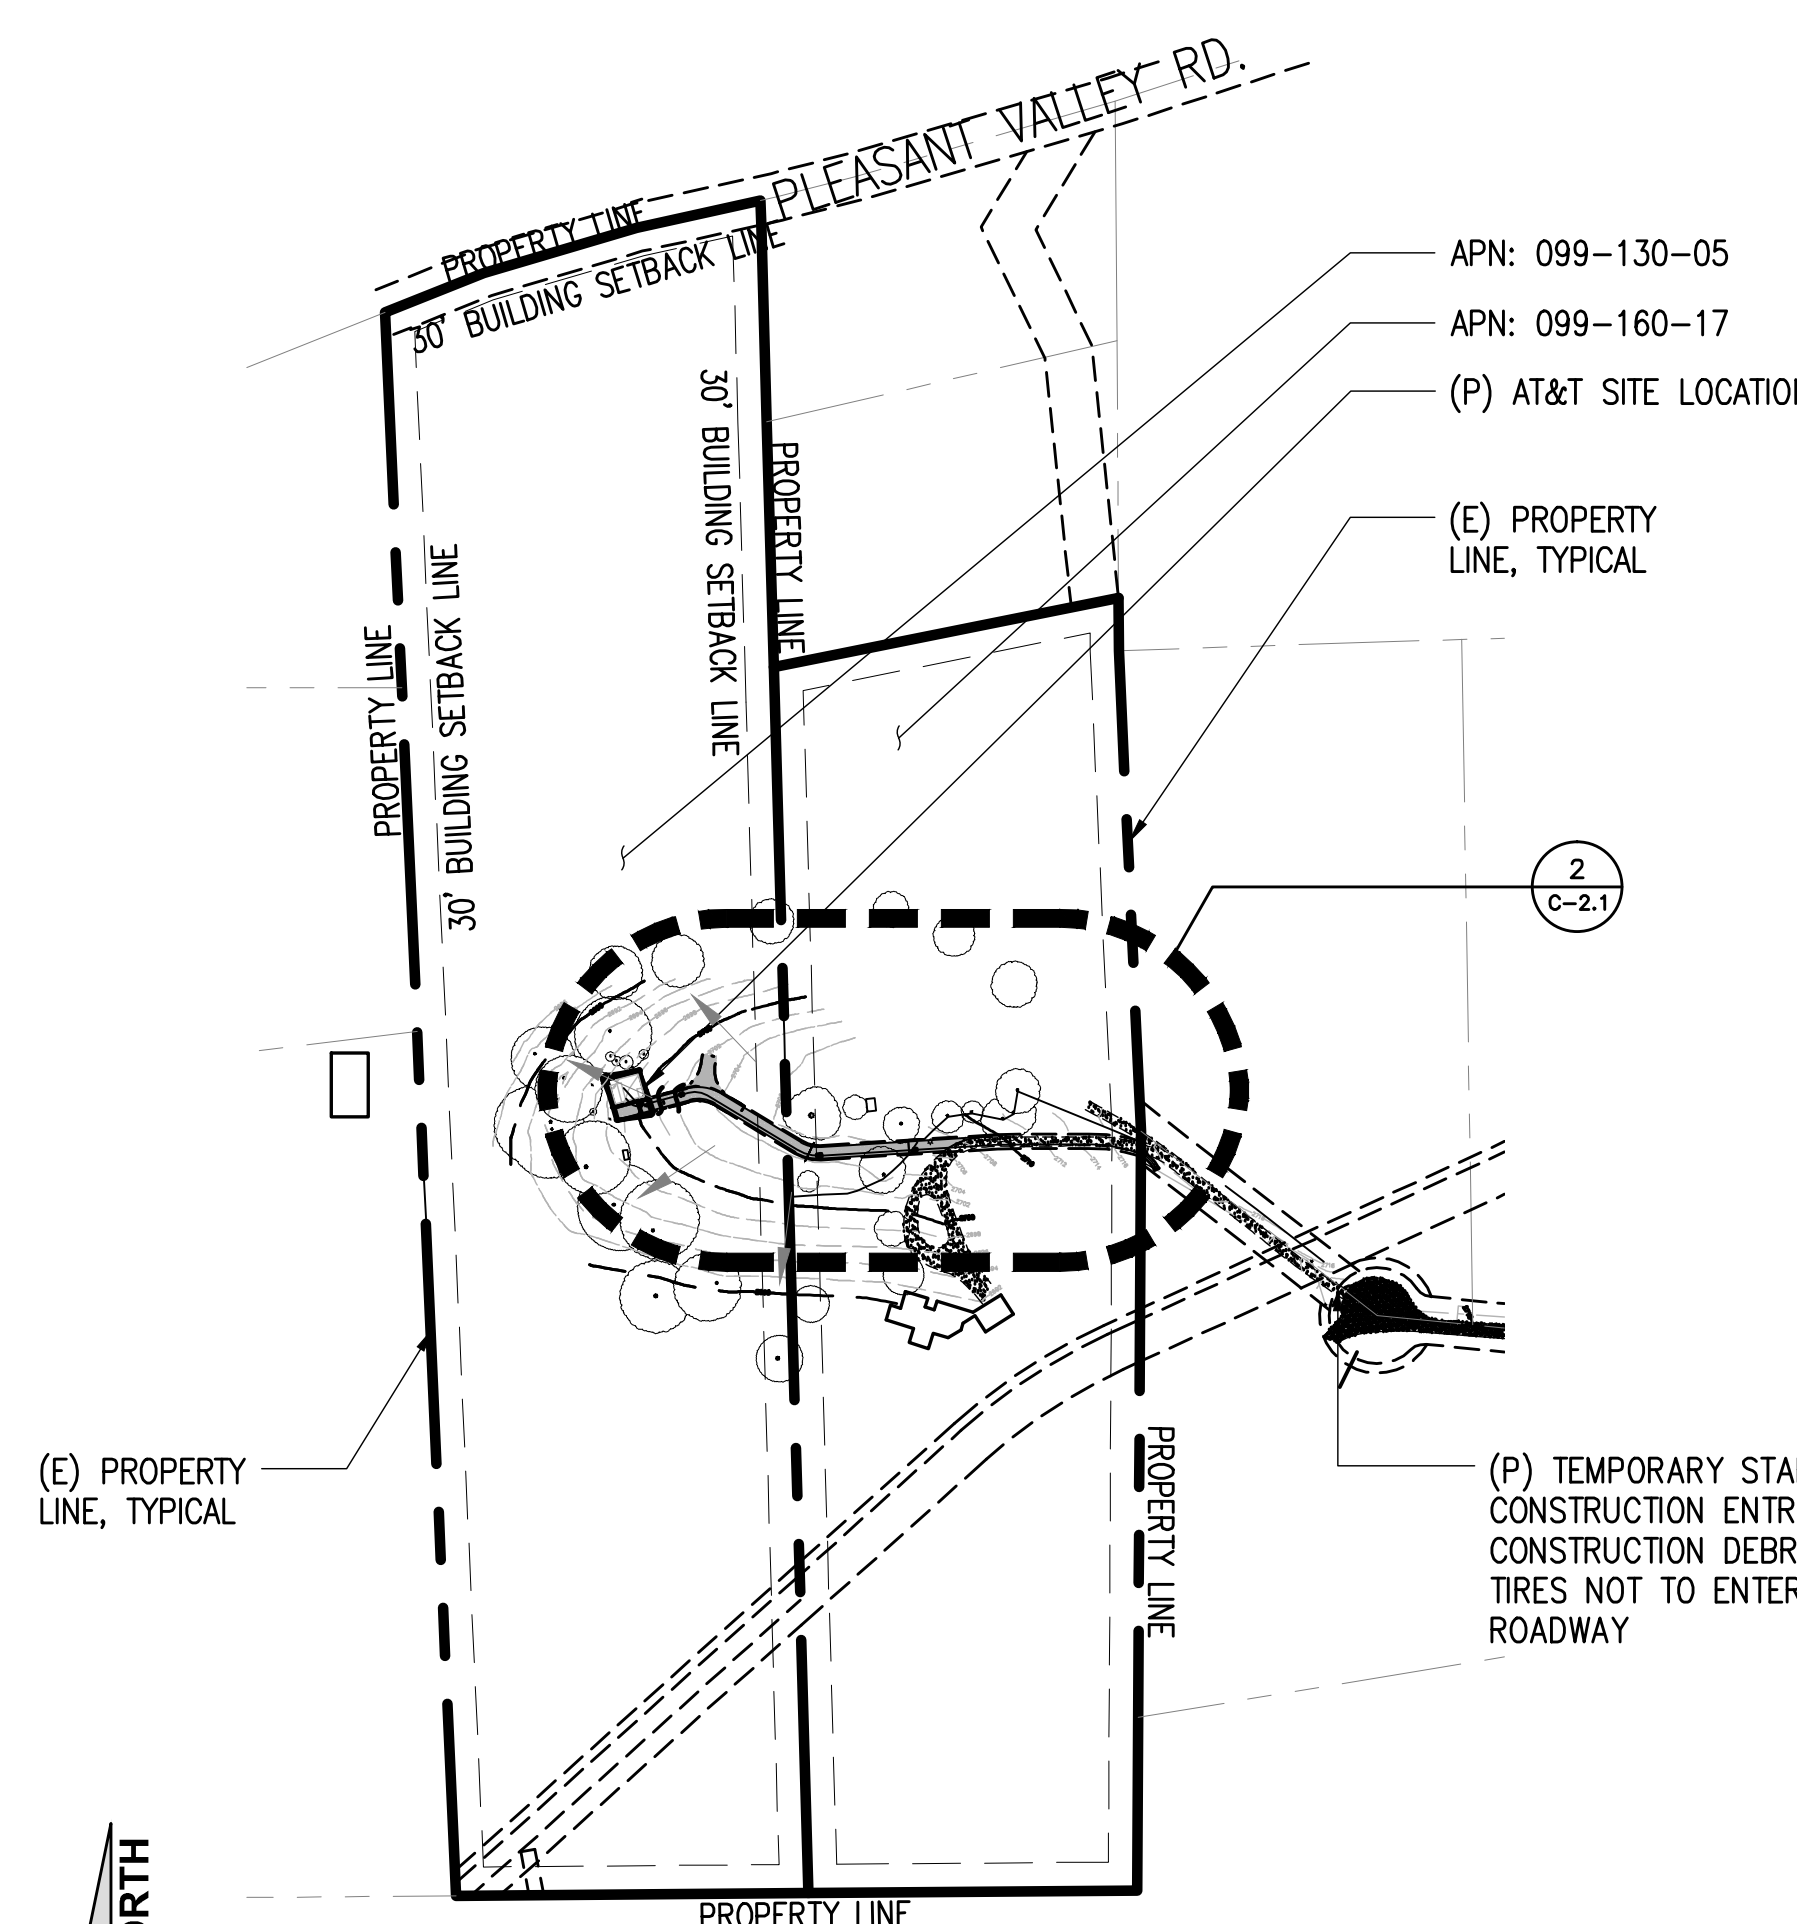 PLEASANT VALLEY RD.
PROPERTY LINE
30' BUILDING SETBACK LINE
APN: 099-130-05
APN: 099-160-17
(P) AT&T SITE LOCATION
30' BUILDING SETBACK LINE
PROPERTY LINE
(E) PROPERTY
LINE, TYPICAL
PROPERTY LINE
30' BUILDING SETBACK LINE
2
C-2.1
(E) PROPERTY
LINE, TYPICAL
PROPERTY LINE
(P) TEMPORARY STA
CONSTRUCTION ENTR
CONSTRUCTION DEBR
TIRES NOT TO ENTER
ROADWAY
ORTH
PROPERTY LINE